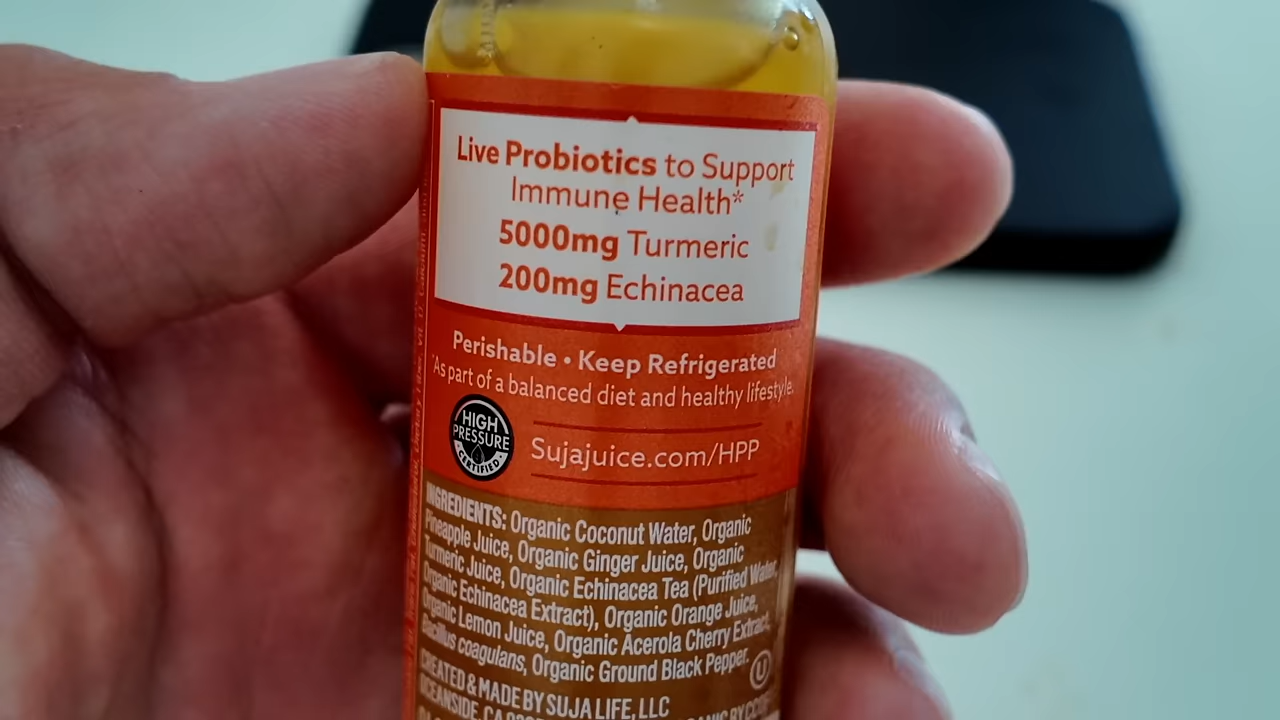 Live Probiotics to Support
Immune Health*
5000mg Turmeric
200mg Echinacea
Perishable • Keep Refrigerated
*As part of a balanced diet and healthy lifestyle.
HIGH
PRESSURE
CERTIFIED
Sujajuice.com/HPP
INGREDIENTS: Organic Coconut Water, Organic
Pineapple Juice, Organic Ginger Juice, Organic
Turmeric Juice, Organic Echinacea Tea (Purified Water,
Organic Echinacea Extract), Organic Orange Juice,
Organic Lemon Juice, Organic Acerola Cherry Extract,
Bacillus coagulans, Organic Ground Black Pepper.
U
CREATED & MADE BY SUJA LIFE, LLC
OCEANSIDE, CA